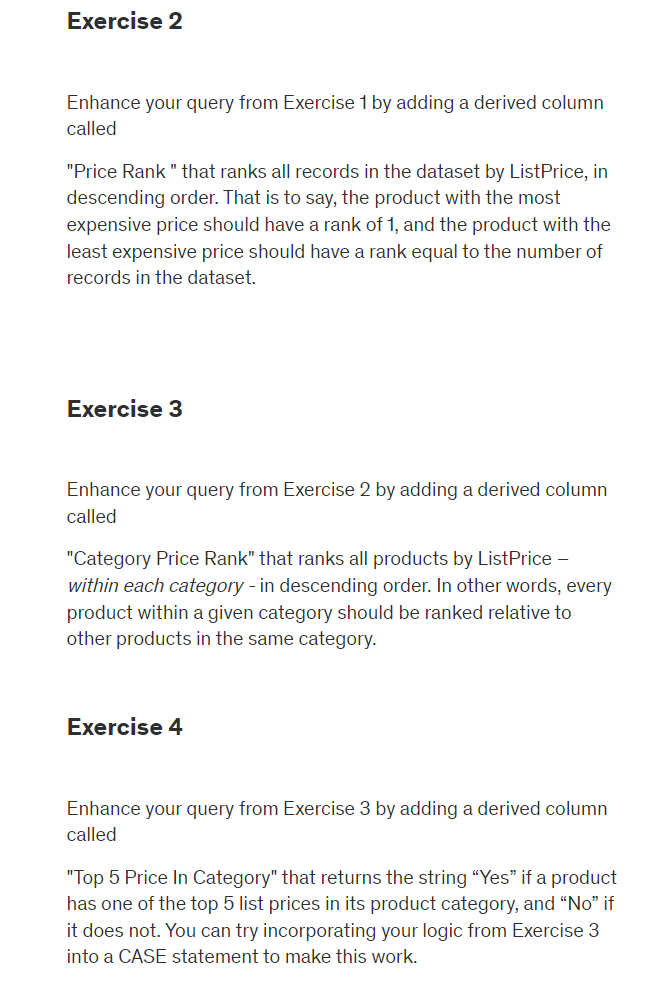 Exercise 2
Enhance your query from Exercise 1 by adding a derived column
called
"Price Rank " that ranks all records in the dataset by ListPrice, in
descending order. That is to say, the product with the most
expensive price should have a rank of 1, and the product with the
least expensive price should have a rank equal to the number of
records in the dataset.
Exercise 3
Enhance your query from Exercise 2 by adding a derived column
called
"Category Price Rank" that ranks all products by ListPrice –
within each category - in descending order. In other words, every
product within a given category should be ranked relative to
other products in the same category.
Exercise 4
Enhance your query from Exercise 3 by adding a derived column
called
"Top 5 Price In Category" that returns the string “Yes” if a product
has one of the top 5 list prices in its product category, and “No” if
it does not. You can try incorporating your logic from Exercise 3
into a CASE statement to make this work.